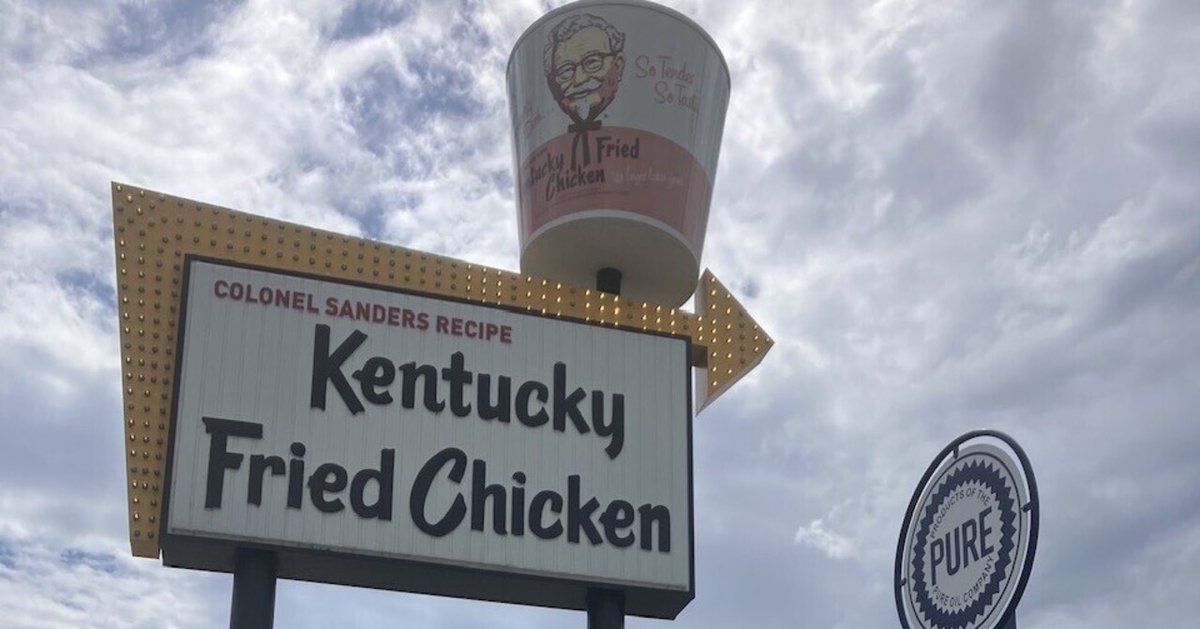 So Tender
So Tasty
Fried
Chicken
COLONEL SANDERS RECIPE
Kentucky
Fried Chicken
PRODUCTS OF THE
PURE
PURE OIL COMPANY